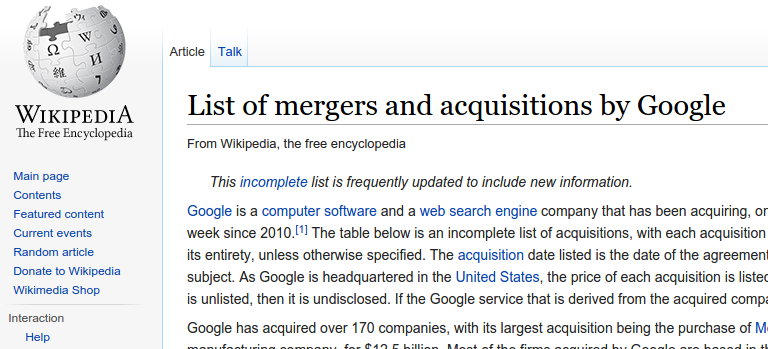 Article Talk
WIKIPEDIA
The Free Encyclopedia
Main page
Contents
Featured content
Current events
Random article
Donate to Wikipedia
Wikimedia Shop
Interaction
Help
List of mergers and acquisitions by Google
From Wikipedia, the free encyclopedia
This incomplete list is frequently updated to include new information.
Google is a computer software and a web search engine company that has been acquiring, on
week since 2010.[1] The table below is an incomplete list of acquisitions, with each acquisition
its entirety, unless otherwise specified. The acquisition date listed is the date of the agreement
subject. As Google is headquartered in the United States, the price of each acquisition is listed
is unlisted, then it is undisclosed. If the Google service that is derived from the acquired compa
Google has acquired over 170 companies, with its largest acquisition being the purchase of M
manufacturing company, for $12.5 billion. Most of the firms acquired by Google are based in th